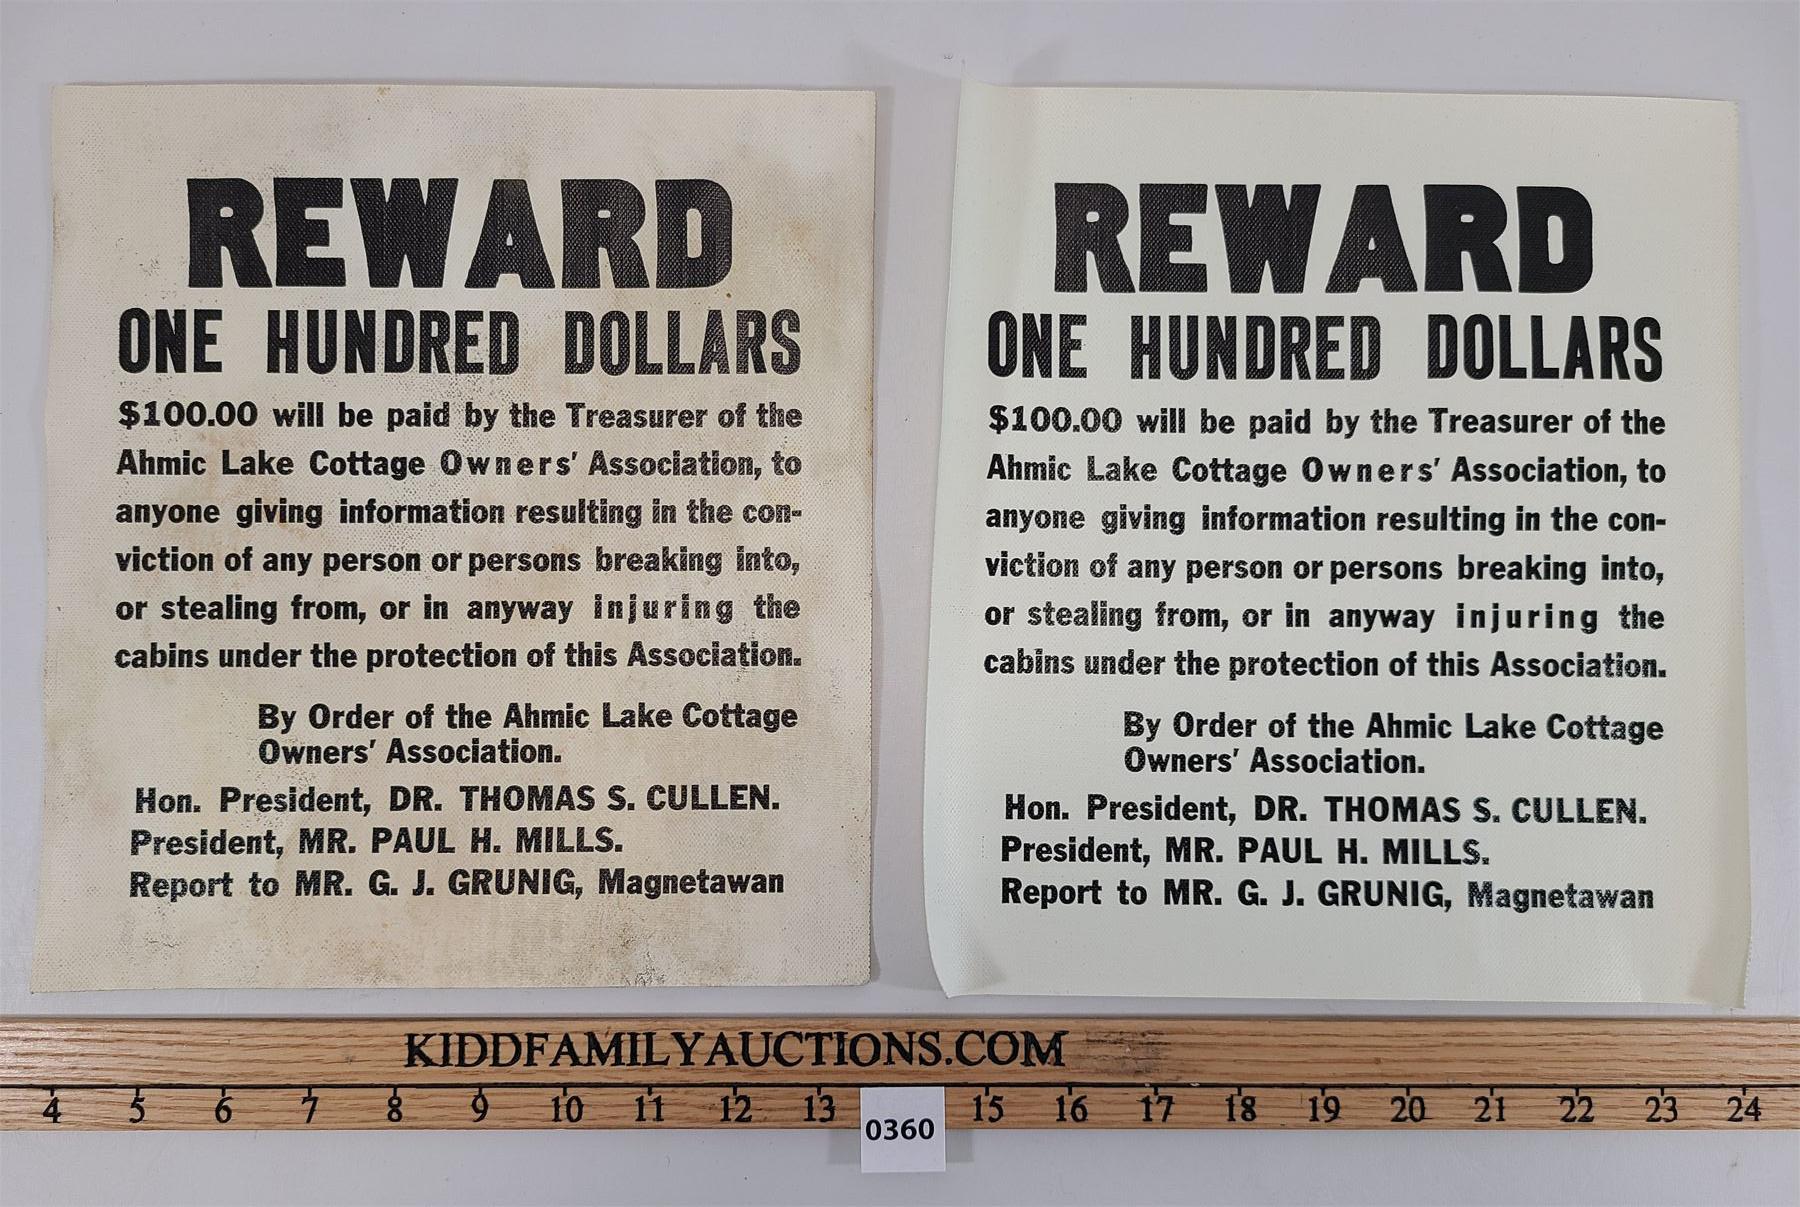 REWARD
ONE HUNDRED DOLLARS
$100.00 will be paid by the Treasurer of the
Ahmic Lake Cottage Owners' Association, to
anyone giving information resulting in the con-
viction of any person or persons breaking into,
or stealing from, or in anyway injuring the
cabins under the protection of this Association.
By Order of the Ahmic Lake Cottage
Owners' Association.
Hon. President, DR. THOMAS S. CULLEN.
President, MR. PAUL H. MILLS.
Report to MR. G. J. GRUNIG, Magnetawan
REWARD
ONE HUNDRED DOLLARS
$100.00 will be paid by the Treasurer of the
Ahmic Lake Cottage Owners' Association, to
anyone giving information resulting in the con-
viction of any person or persons breaking into,
or stealing from, or in anyway injuring the
cabins under the protection of this Association.
By Order of the Ahmic Lake Cottage
Owners' Association.
Hon. President, DR. THOMAS S. CULLEN.
President, MR. PAUL H. MILLS.
Report to MR. G. J. GRUNIG, Magnetawan
KIDDFAMILYAUCTIONS.COM
4 5 6 7 8 9 10 11 12 13 15 16 17 18 19 20 21 22 23 24
0360